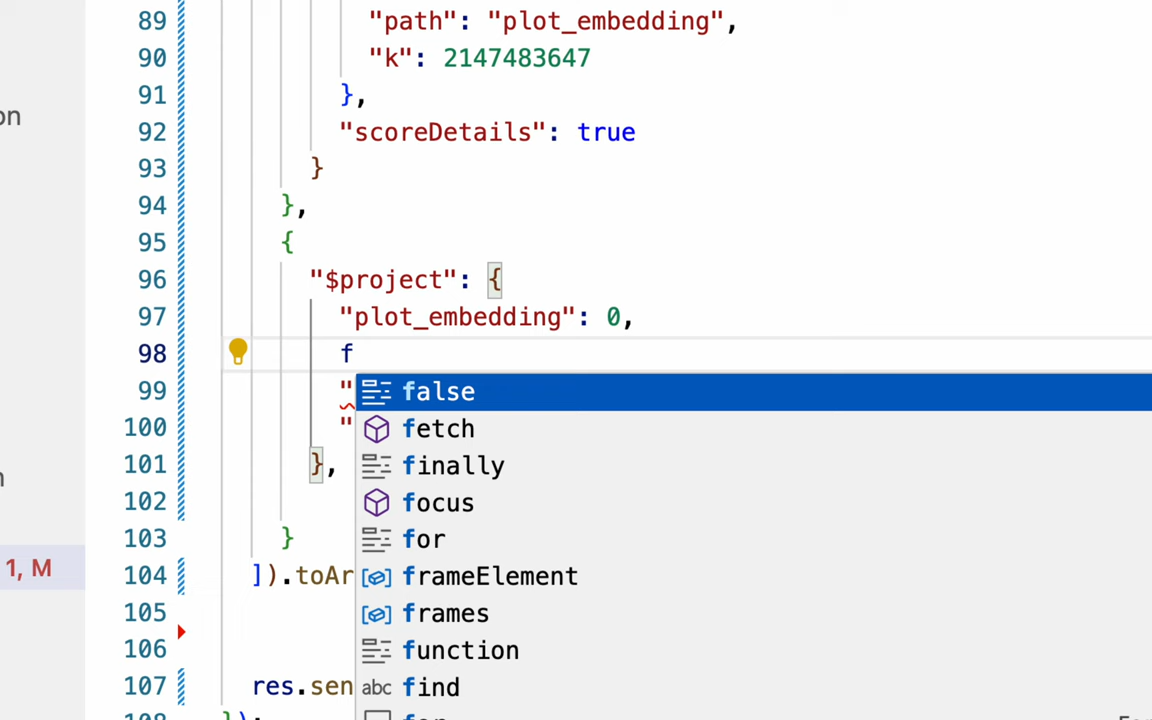 89 "path": "plot_embedding",
90 "k": 2147483647
91 },
on
92 "scoreDetails": true
93 }
94 },
95 {
96 "$project": {
97 "plot_embedding": 0,
98 f
99 " false
100 " fetch
101 }, finally
n
102 focus
103 } for
1, M
104 ]).toAr frameElement
105 frames
106 function
107 res.sen abc find